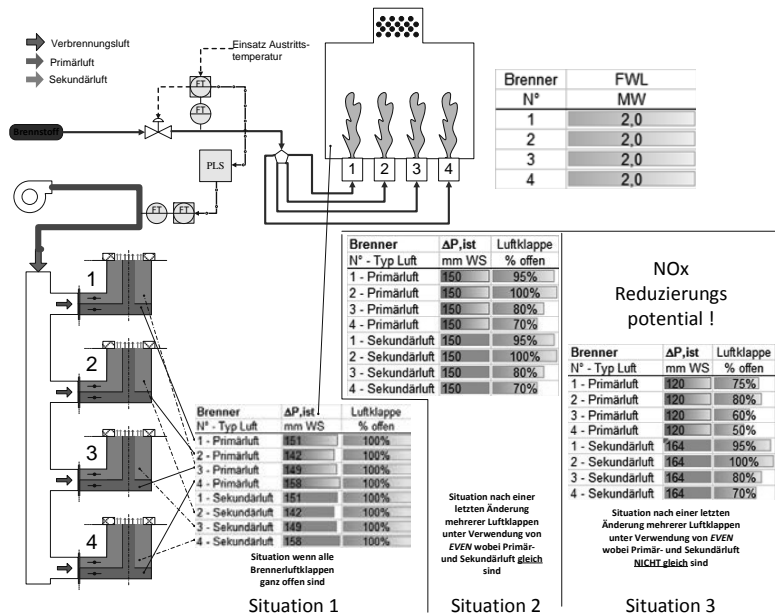 Verbrennungsluft
Primärluft
Sekundärluft
Einsatz Austritts-
temperatur
FT
FT
Brennstoff
PLS
FT
FT
1
2
3
4
Brenner FWL
N° MW
1 2,0
2 2,0
3 2,0
4 2,0
1
2
3
4
Brenner ΔP,ist Luftklappe
N° - Typ Luft mm WS % offen
1 - Primärluft 151 100%
2 - Primärluft 142 100%
3 - Primärluft 149 100%
4 - Primärluft 158 100%
1 - Sekundärluft 151 100%
2 - Sekundärluft 142 100%
3 - Sekundärluft 149 100%
4 - Sekundärluft 158 100%
Situation wenn alle
Brennerluftklappen
ganz offen sind
Situation 1
Brenner ΔP,ist Luftklappe
N° - Typ Luft mm WS % offen
1 - Primärluft 150 95%
2 - Primärluft 150 100%
3 - Primärluft 150 80%
4 - Primärluft 150 70%
1 - Sekundärluft 150 95%
2 - Sekundärluft 150 100%
3 - Sekundärluft 150 80%
4 - Sekundärluft 150 70%
Situation nach einer
letzten Änderung
mehrerer Luftklappen
unter Verwendung von
EVEN wobei Primär-
und Sekundärluft gleich
sind
Situation 2
NOx
Reduzierungs
potential !
Brenner ΔP,ist Luftklappe
N° - Typ Luft mm WS % offen
1 - Primärluft 120 75%
2 - Primärluft 120 80%
3 - Primärluft 120 60%
4 - Primärluft 120 50%
1 - Sekundärluft 164 95%
2 - Sekundärluft 164 100%
3 - Sekundärluft 164 80%
4 - Sekundärluft 164 70%
Situation nach einer letzten
Änderung mehrerer Luftklappen
unter Verwendung von EVEN
wobei Primär- und Sekundärluft
NICHT gleich sind
Situation 3